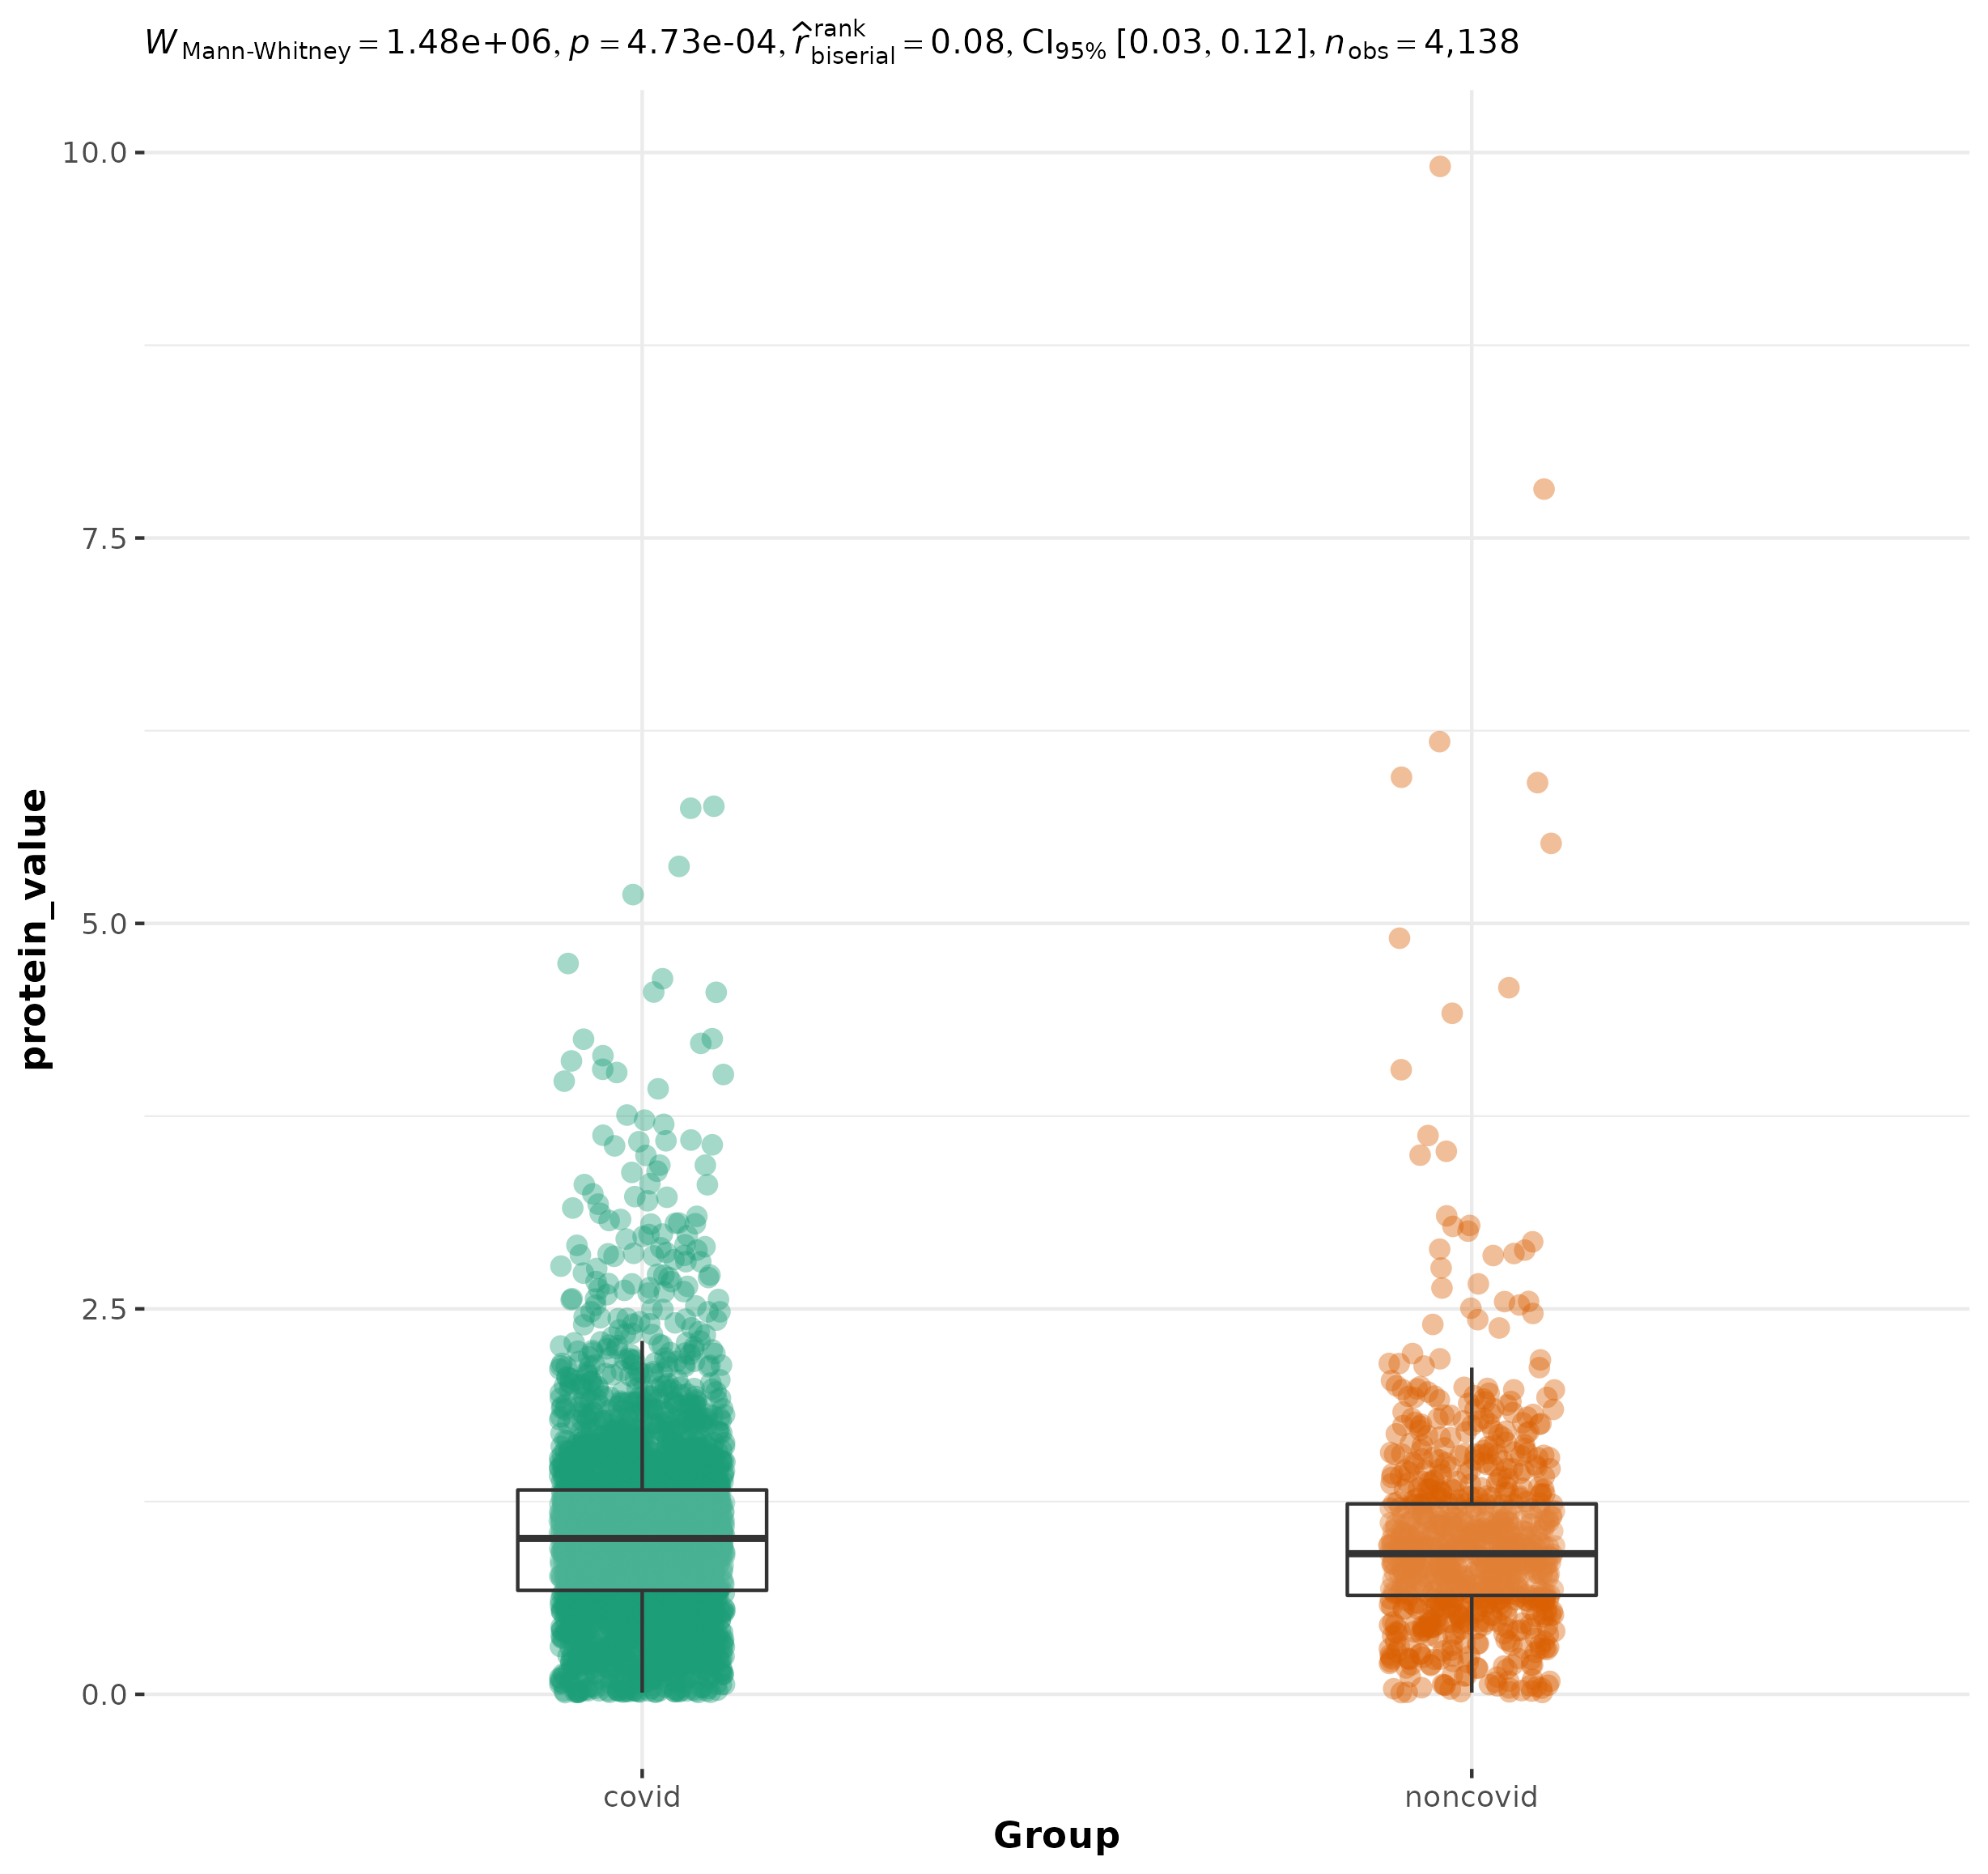 W Mann-Whitney = 1.48e+06, p = 4.73e-04, r̂ rank biserial = 0.08, CI95% [0.03, 0.12], nobs = 4,138
10.0
7.5
5.0
2.5
0.0
protein_value
covid noncovid
Group